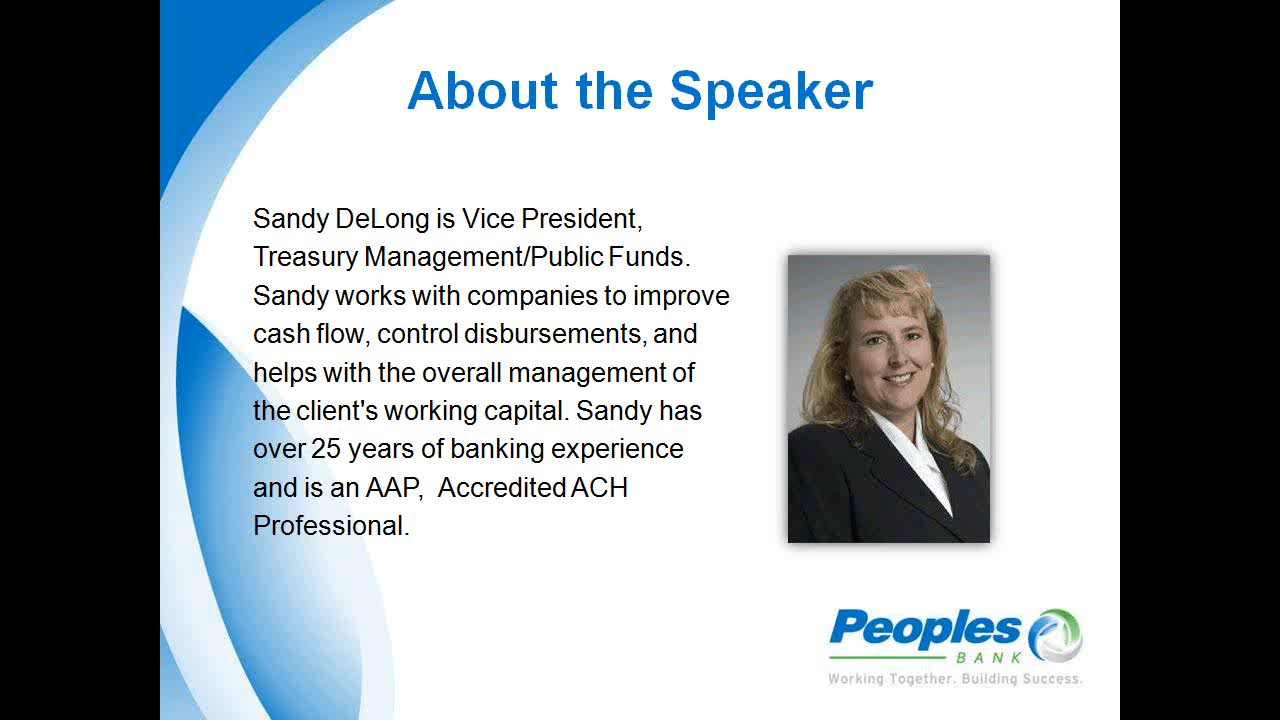 About the Speaker
Sandy DeLong is Vice President,
Treasury Management/Public Funds.
Sandy works with companies to improve
cash flow, control disbursements, and
helps with the overall management of
the client's working capital. Sandy has
over 25 years of banking experience
and is an AAP,  Accredited ACH
Professional.
Peoples
BANK
Working Together. Building Success.